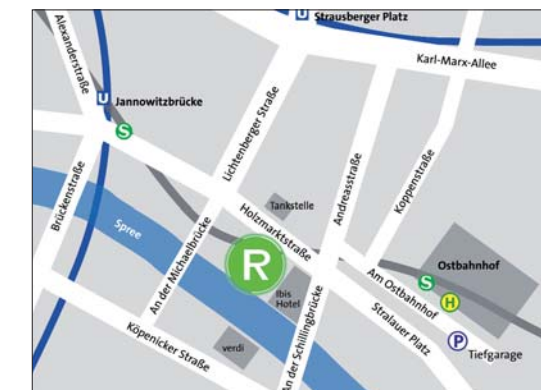 U
Strausberger Platz
Karl-Marx-Allee
Alexanderstraße
U
Jannowitzbrücke
S
Lichtenberger Straße
Brückenstraße
Spree
An der Michaelbrücke
Tankstelle
Holzmarktstraße
Andreasstraße
Koppenstraße
R
Ibis
Hotel
Ostbahnhof
S
H
Am Ostbahnhof
Stralauer Platz
P
Tiefgarage
Köpenicker Straße
verdi
An der Schillingbrücke